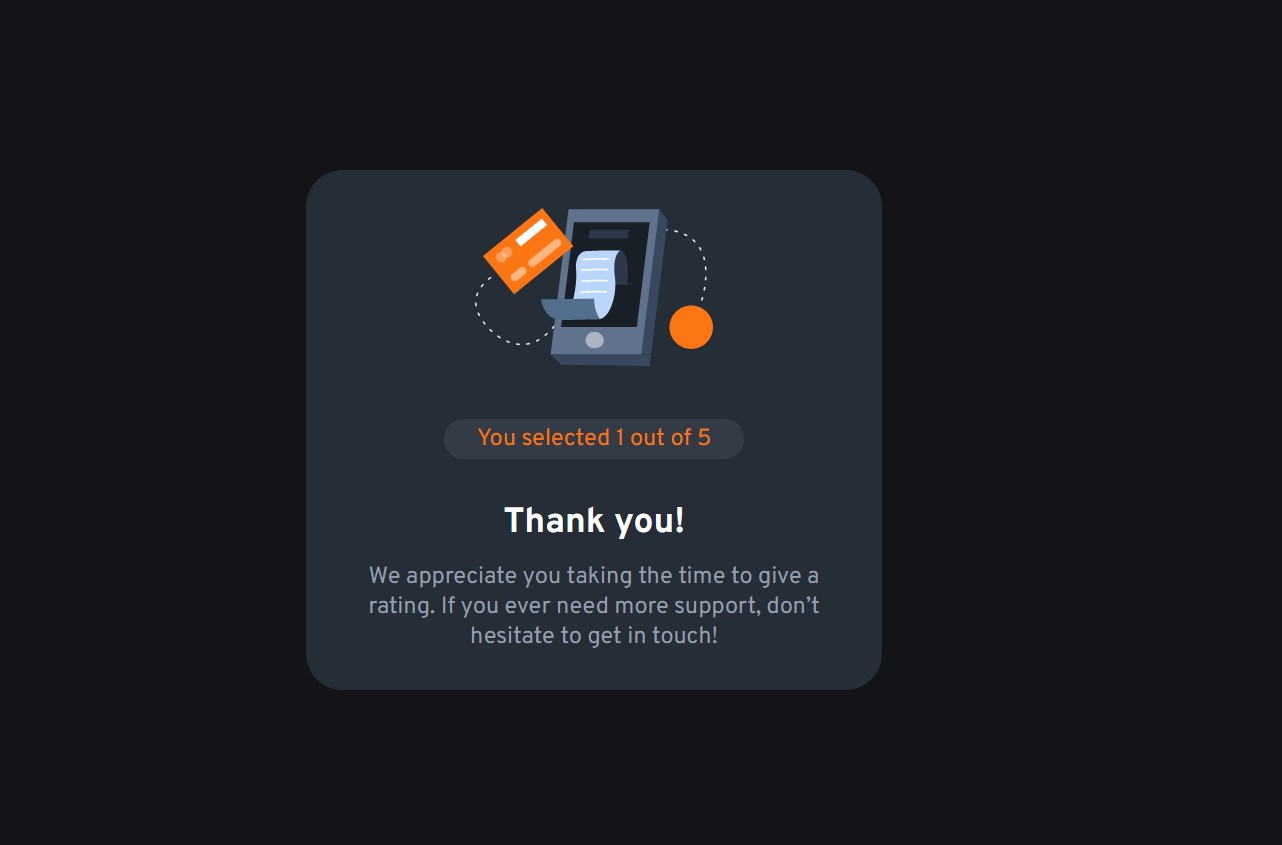 You selected 1 out of 5
Thank you!
We appreciate you taking the time to give a
rating. If you ever need more support, don’t
hesitate to get in touch!